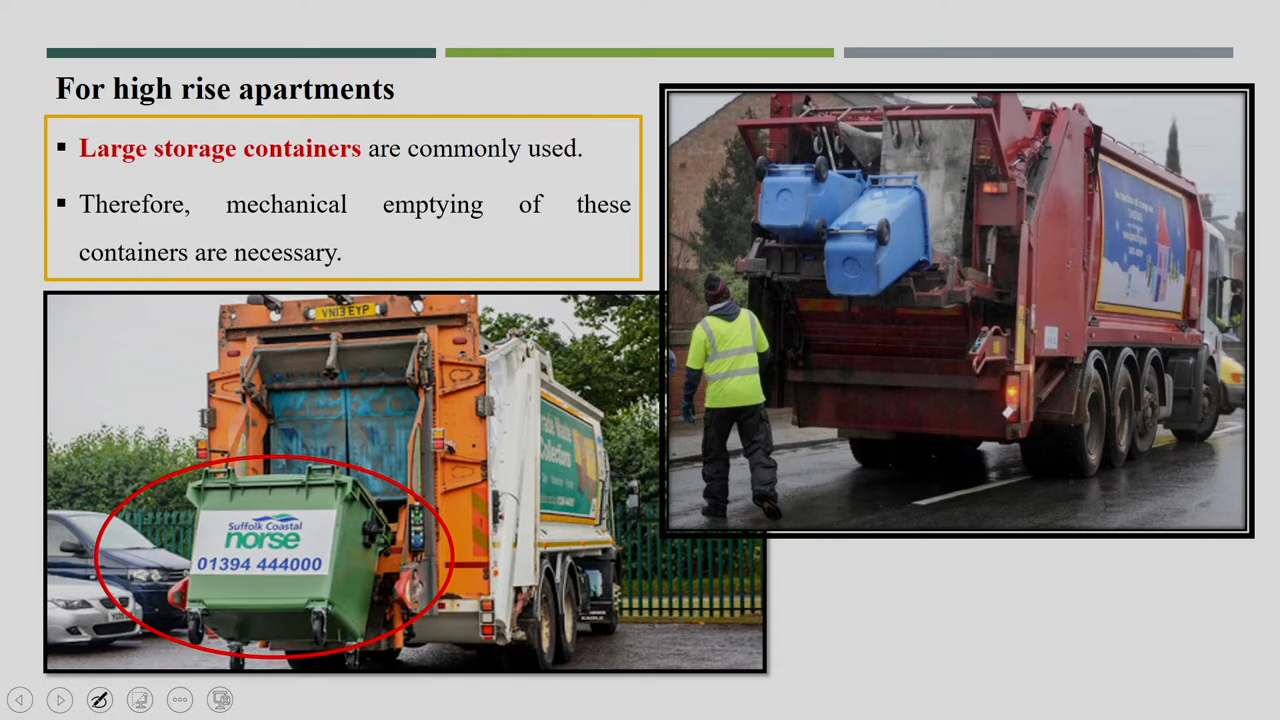 For high rise apartments
▪ Large storage containers are commonly used.
▪ Therefore, mechanical emptying of these
containers are necessary.
VN13 EYP
Collectors
Suffolk Coastal
norse
01394 444000